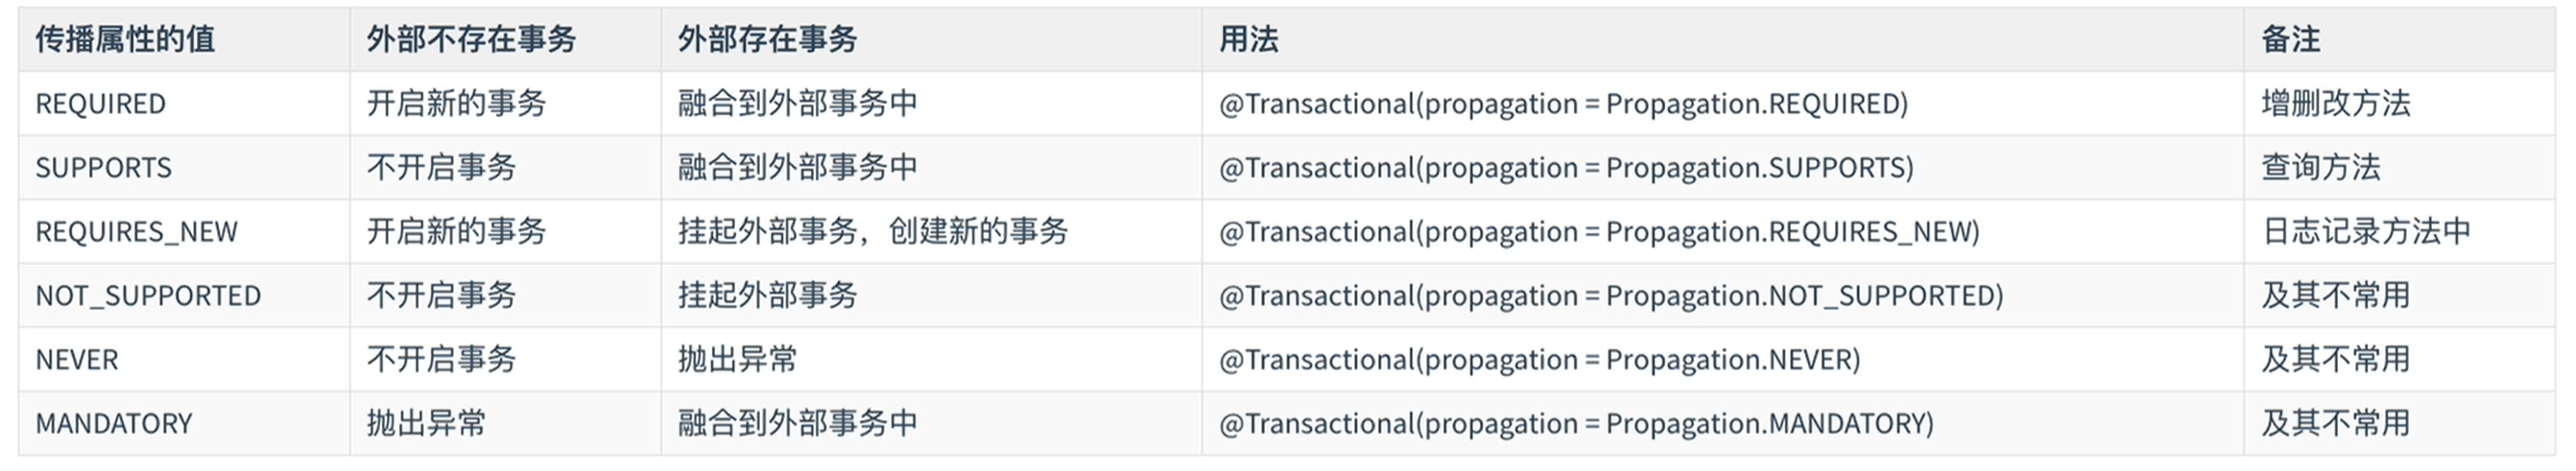 传播属性的值 外部不存在事务 外部存在事务 用法 备注
REQUIRED 开启新的事务 融合到外部事务中 @Transactional(propagation = Propagation.REQUIRED) 增删改方法
SUPPORTS 不开启事务 融合到外部事务中 @Transactional(propagation = Propagation.SUPPORTS) 查询方法
REQUIRES_NEW 开启新的事务 挂起外部事务，创建新的事务 @Transactional(propagation = Propagation.REQUIRES_NEW) 日志记录方法中
NOT_SUPPORTED 不开启事务 挂起外部事务 @Transactional(propagation = Propagation.NOT_SUPPORTED) 及其不常用
NEVER 不开启事务 抛出异常 @Transactional(propagation = Propagation.NEVER) 及其不常用
MANDATORY 抛出异常 融合到外部事务中 @Transactional(propagation = Propagation.MANDATORY) 及其不常用